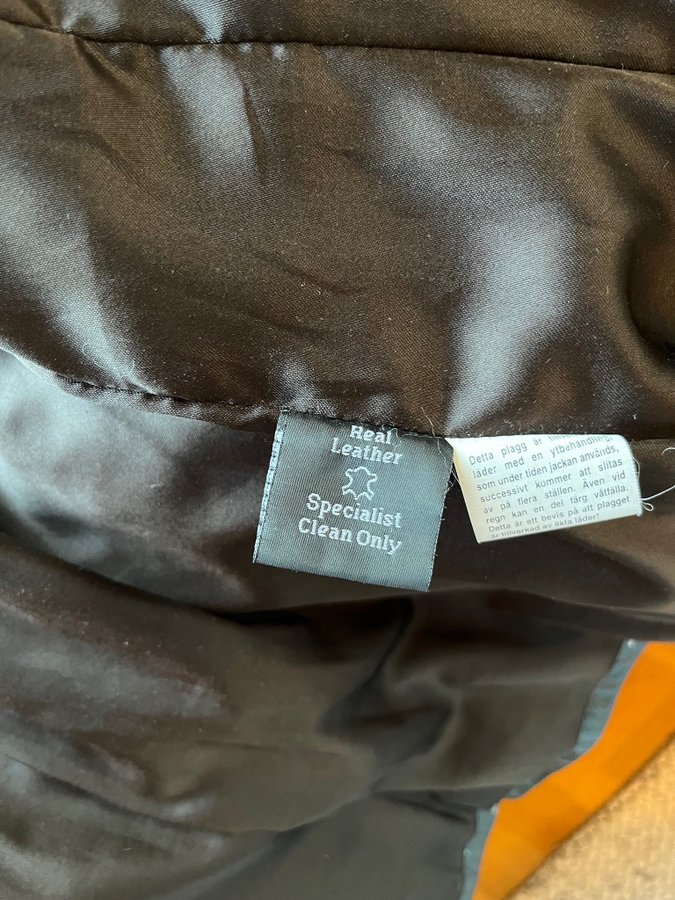 Real
Leather
Specialist
Clean Only
Detta plagg är
läder med en ytbehandling,
som under tiden jackan används,
successivt kommer att slitas
av på flera ställen. Även vid
regn kan en del färg våtfälla.
Detta är ett bevis på att plagget
är tillverkad av äkta läder!